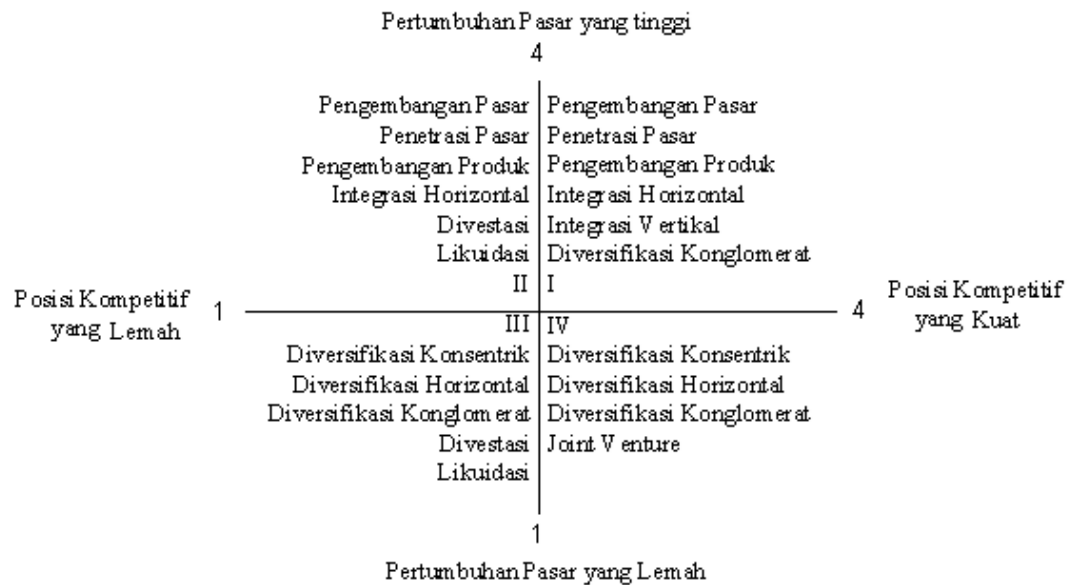 Pertumbuhan Pasar yang tinggi
4
Pengembangan Pasar
Penetrasi Pasar
Pengembangan Produk
Integrasi Horizontal
Divestasi
Likuidasi
II
Pengembangan Pasar
Penetrasi Pasar
Pengembangan Produk
Integrasi Horizontal
Integrasi Vertikal
Diversifikasi Konglomerat
I
Posisi Kompetitif
yang Lemah
1
4
Posisi Kompetitif
yang Kuat
III
Diversifikasi Konsentrik
Diversifikasi Horizontal
Diversifikasi Konglomerat
Divestasi
Likuidasi
IV
Diversifikasi Konsentrik
Diversifikasi Horizontal
Diversifikasi Konglomerat
Joint Venture
1
Pertumbuhan Pasar yang Lemah